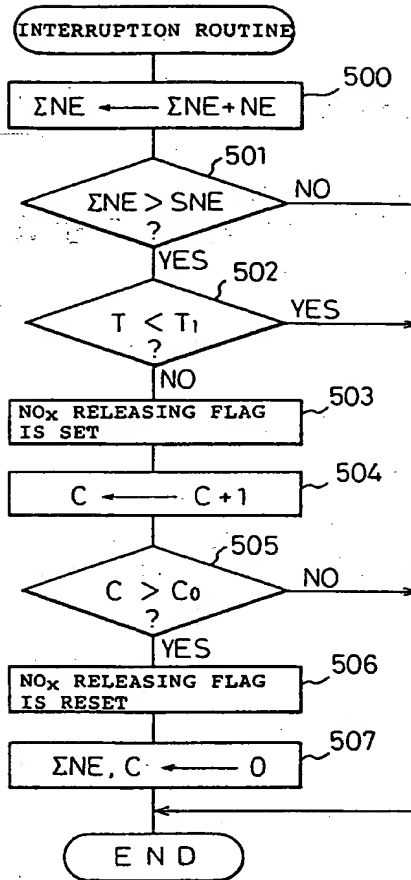 INTERRUPTION ROUTINE
500
ΣNE ← ΣNE+NE
501
ΣNE > SNE
?
NO
YES
502
T < T₁
?
YES
NO
503
NOx RELEASING FLAG
IS SET
504
C ← C+1
505
C > C₀
?
NO
YES
506
NOx RELEASING FLAG
IS RESET
507
ΣNE, C ← 0
END